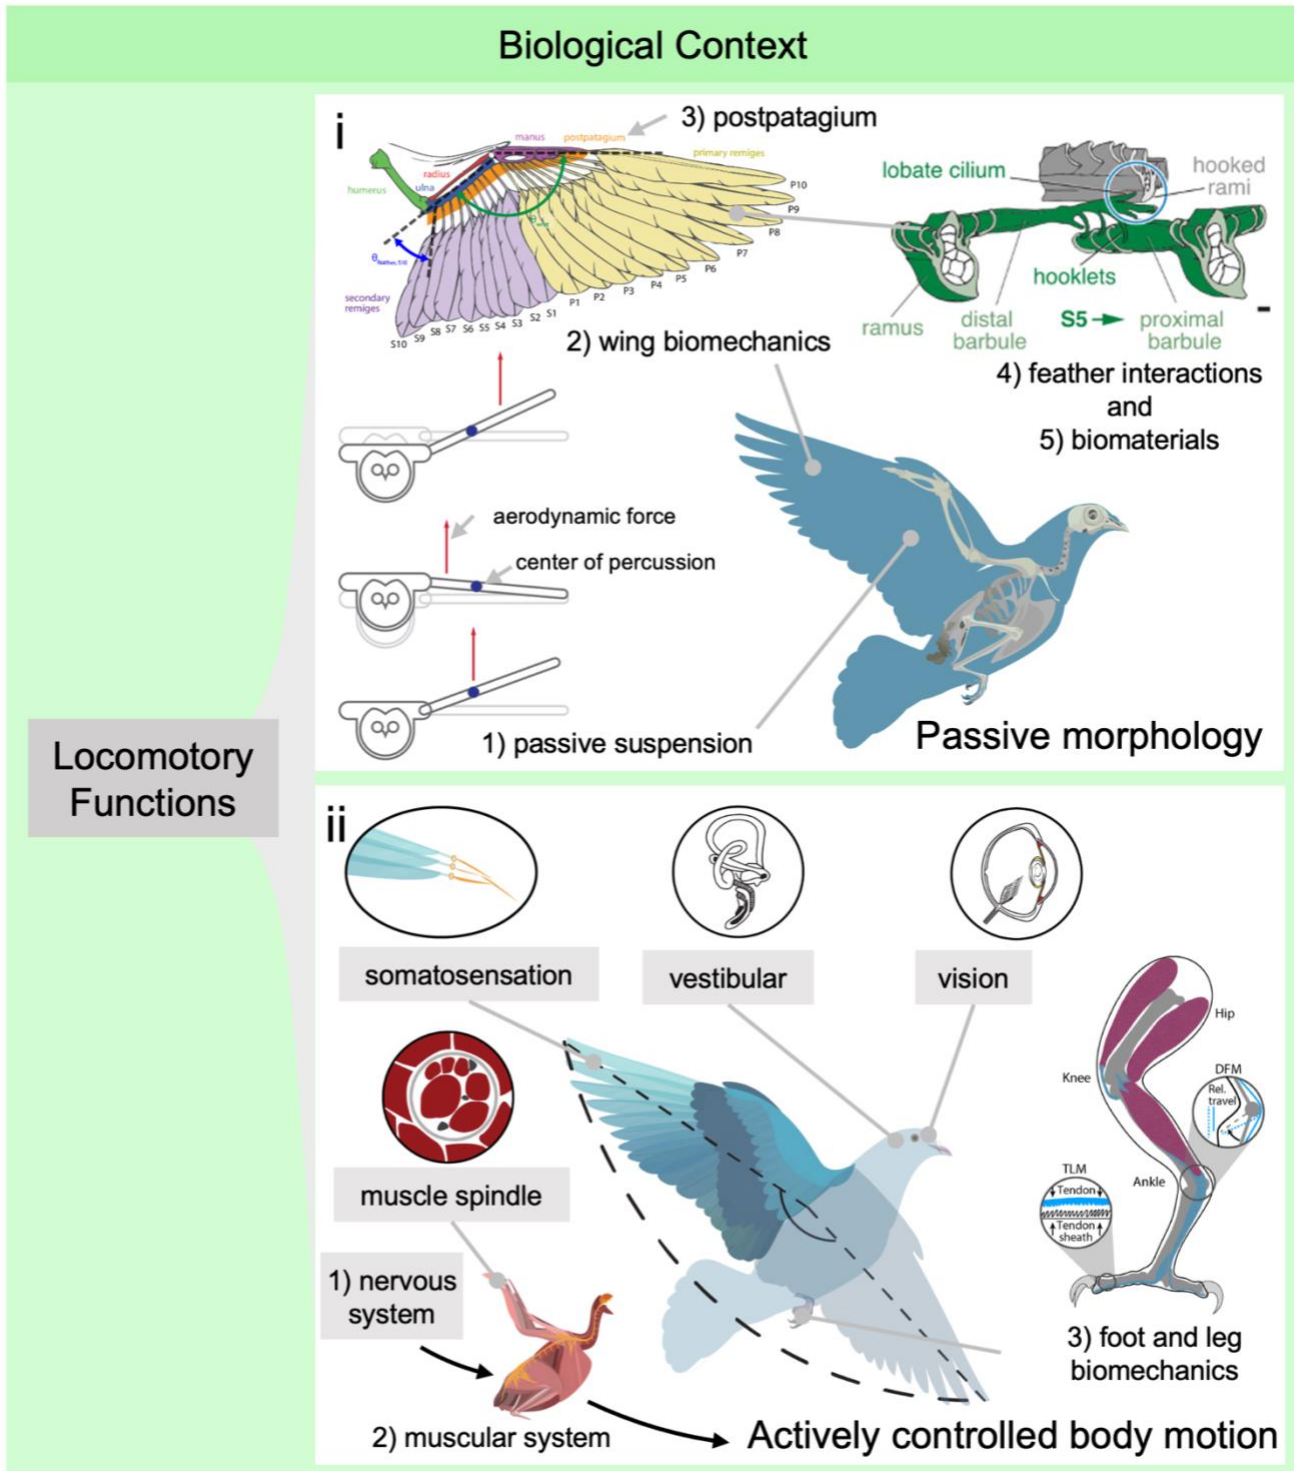 Biological Context
i
3) postpatagium
manus
postpatagium
primary remiges
radius
ulna
humerus
P10
P9
P8
P7
P6
P5
P4
P3
P2
P1
secondary
remiges
S1
S2
S3
S4
S5
S6
S7
S8
S9
S10
lobate cilium
hooked
rami
hooklets
ramus
distal
barbule
S5
proximal
barbule
2) wing biomechanics
4) feather interactions
and
5) biomaterials
aerodynamic force
center of percussion
1) passive suspension
Passive morphology
Locomotory
Functions
ii
somatosensation
vestibular
vision
muscle spindle
1) nervous
system
2) muscular system
Hip
Knee
DFM
Rel.
travel
Ankle
TLM
Tendon
Tendon
sheath
3) foot and leg
biomechanics
Actively controlled body motion